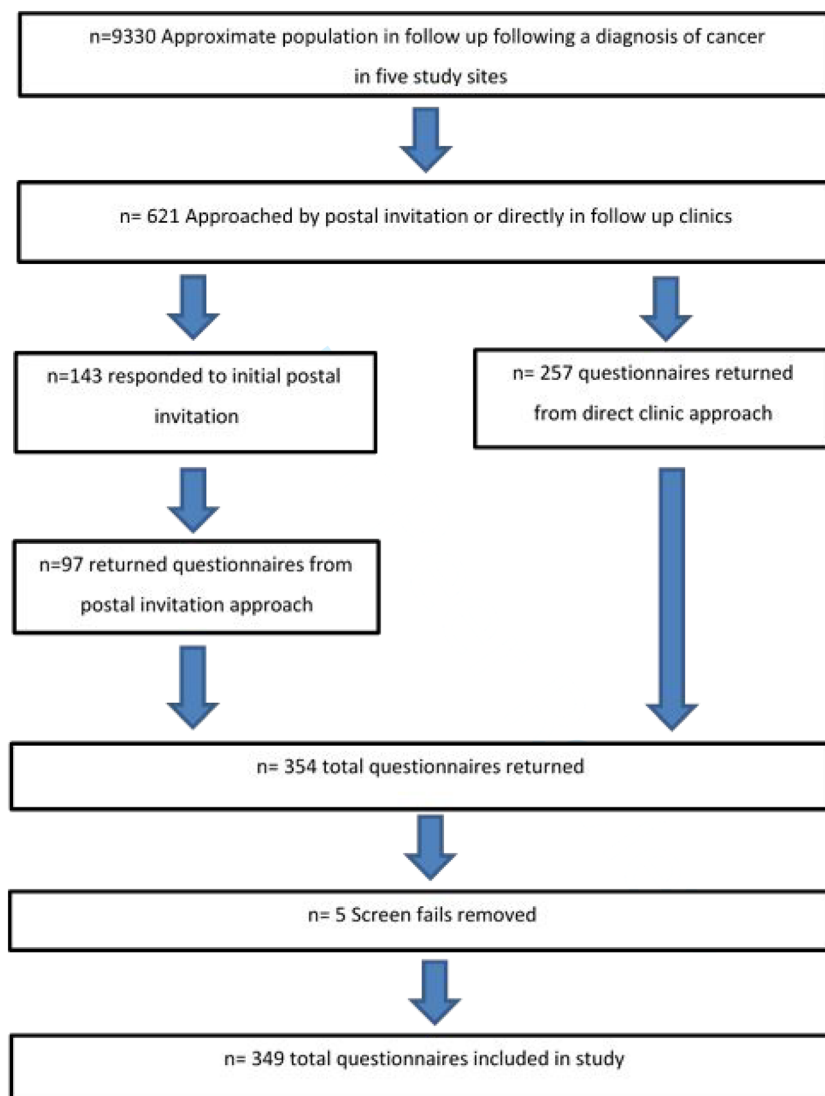 n=9330 Approximate population in follow up following a diagnosis of cancer
in five study sites
n= 621 Approached by postal invitation or directly in follow up clinics
n=143 responded to initial postal
invitation
n= 257 questionnaires returned
from direct clinic approach
n=97 returned questionnaires from
postal invitation approach
n= 354 total questionnaires returned
n= 5 Screen fails removed
n= 349 total questionnaires included in study